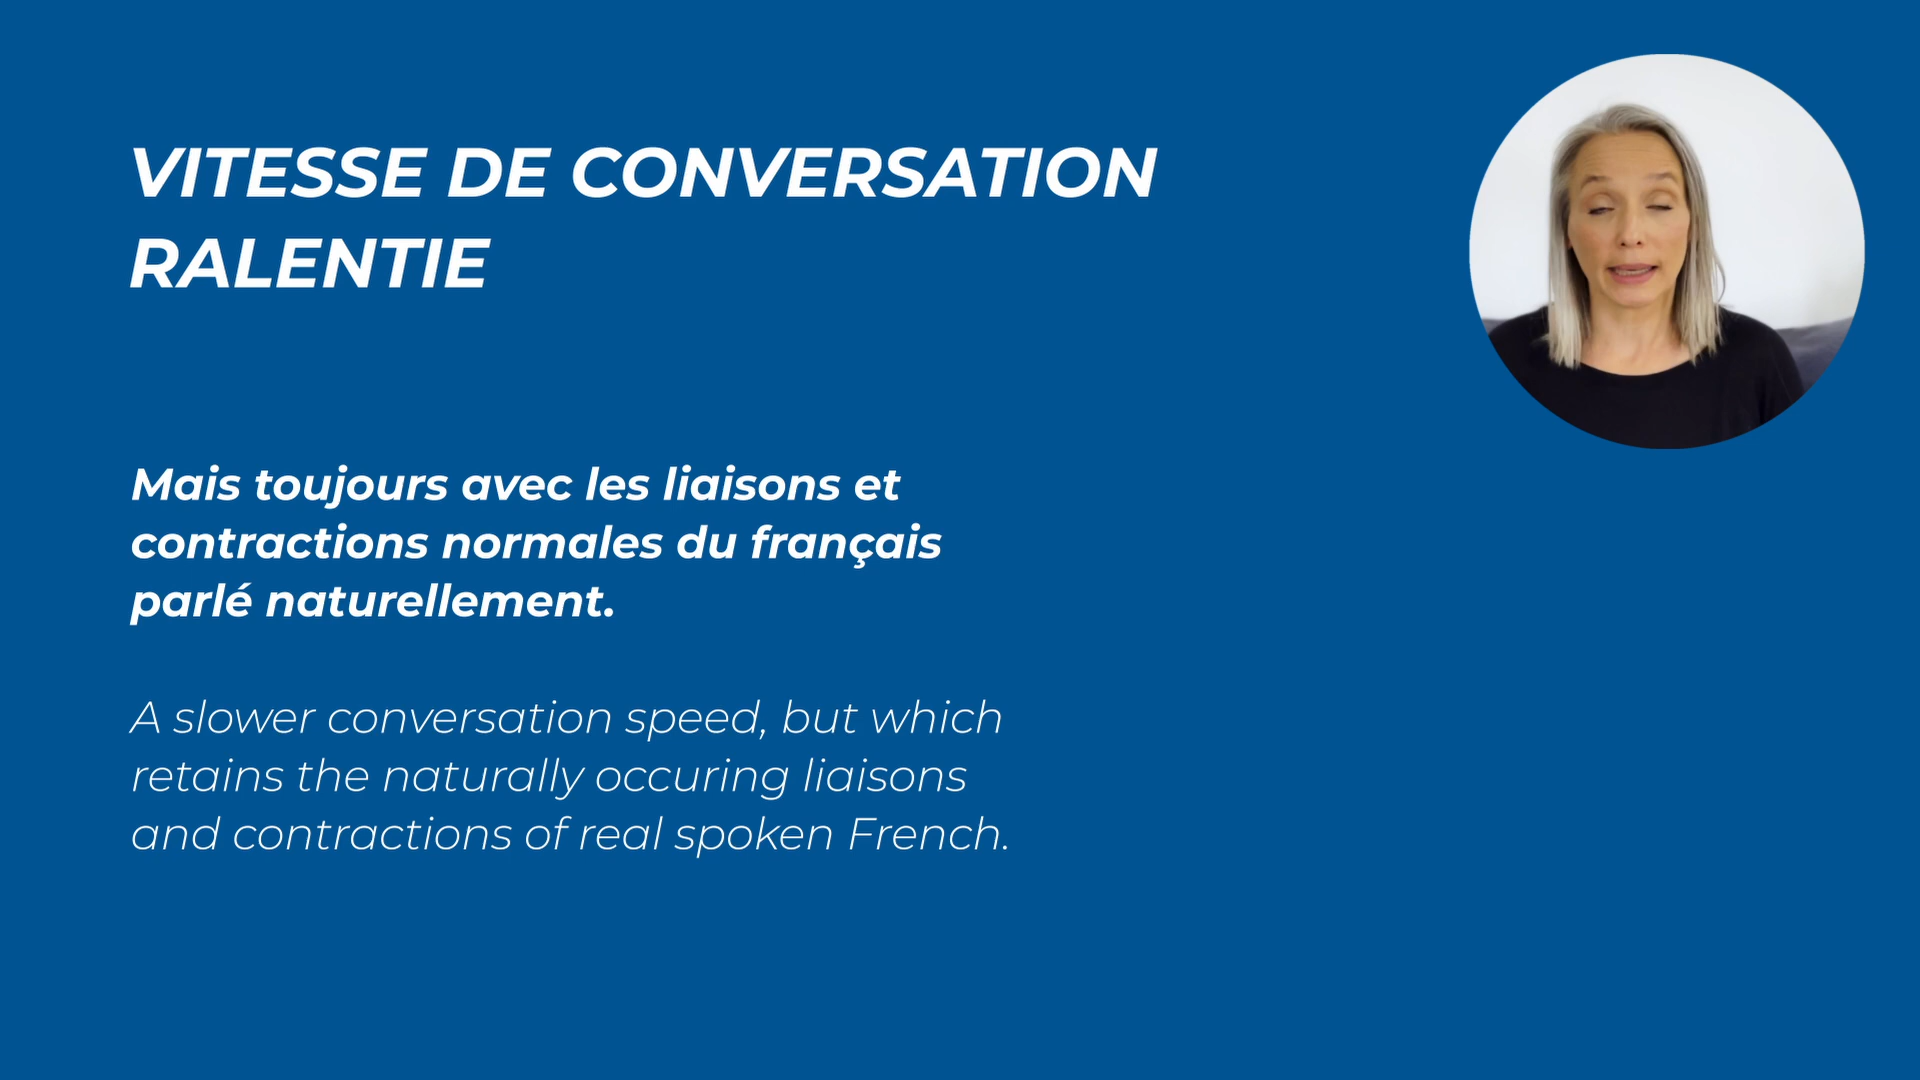 VITESSE DE CONVERSATION
RALENTIE
Mais toujours avec les liaisons et
contractions normales du français
parlé naturellement.
A slower conversation speed, but which
retains the naturally occuring liaisons
and contractions of real spoken French.